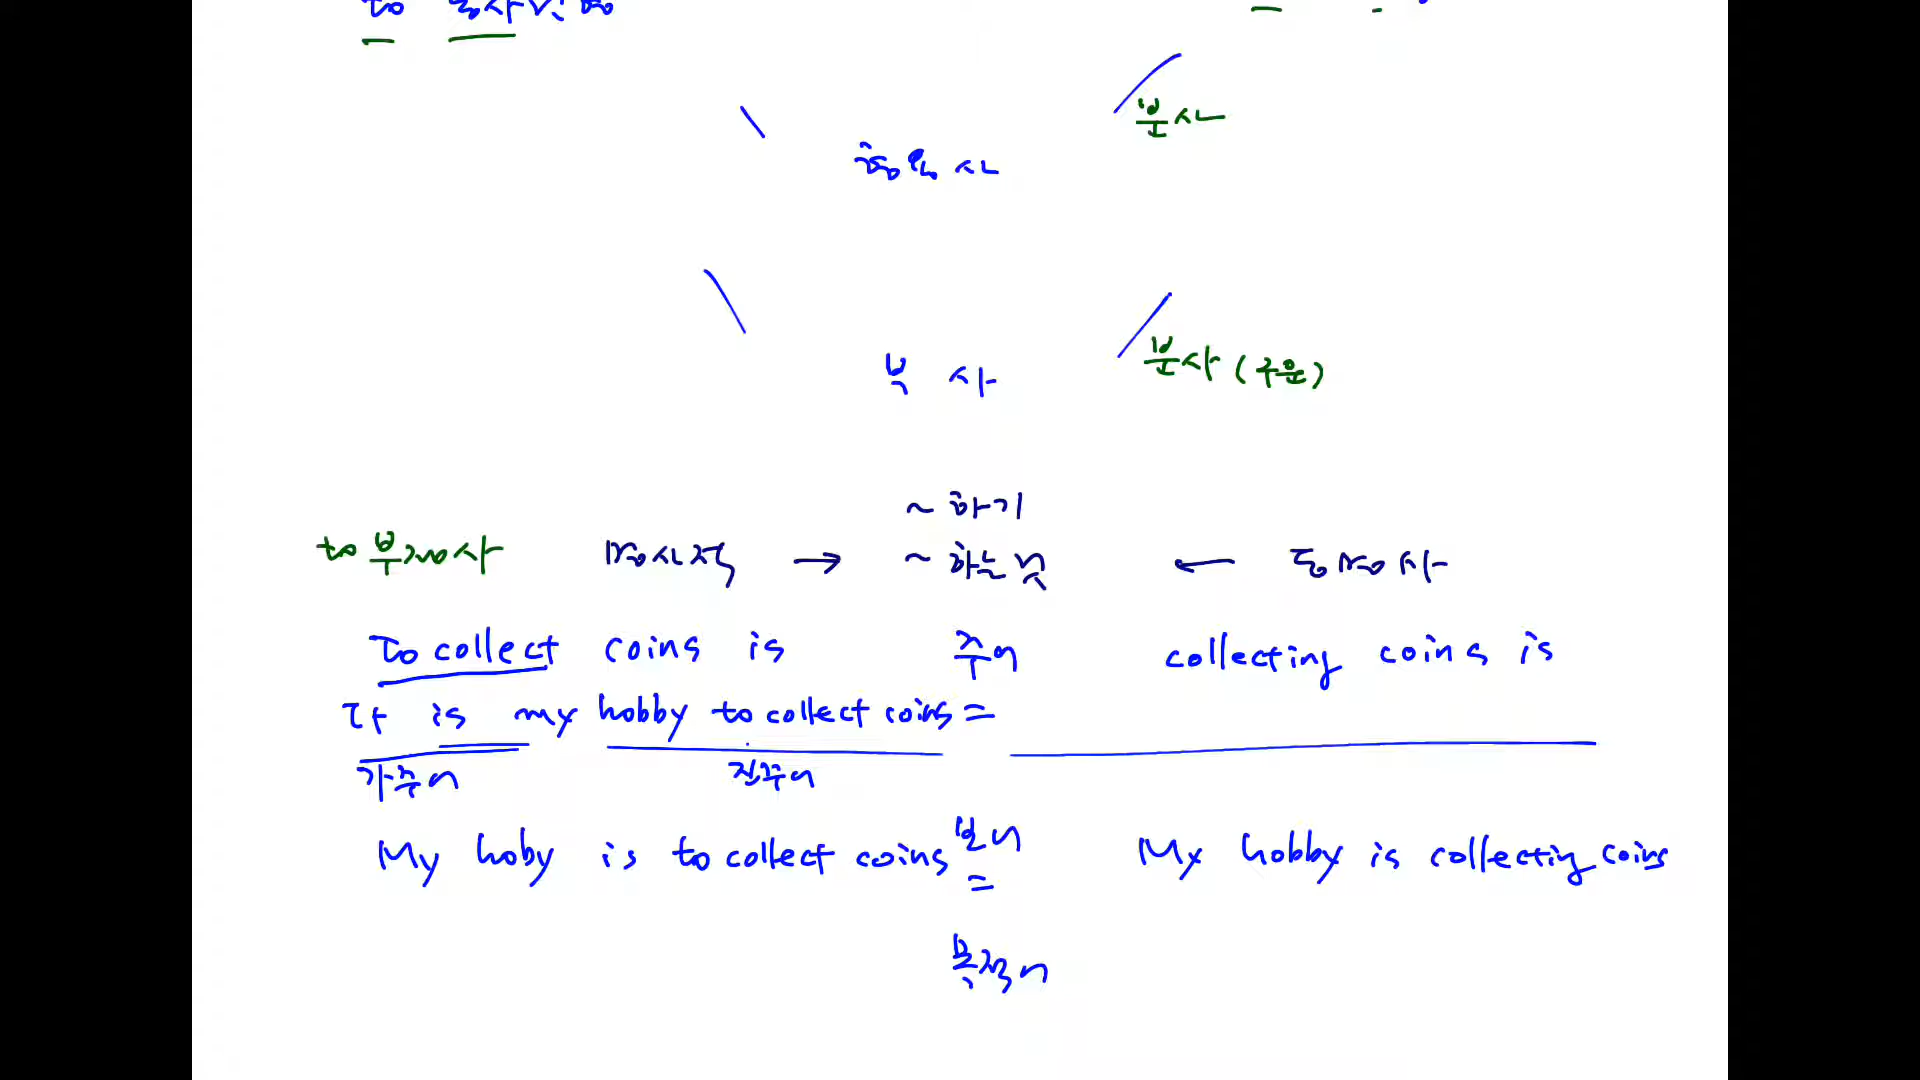 to 동사원형
분사
형용사
부 사
분사 (구문)
~ 하기
to 부정사 명사적 → ~ 하는 것 ← 동명사
To collect coins is 주어 collecting coins is
It is my hobby to collect coins =
가주어 진주어
My hoby is to collect coins 보어 My hobby is collecting coins
=
목적어